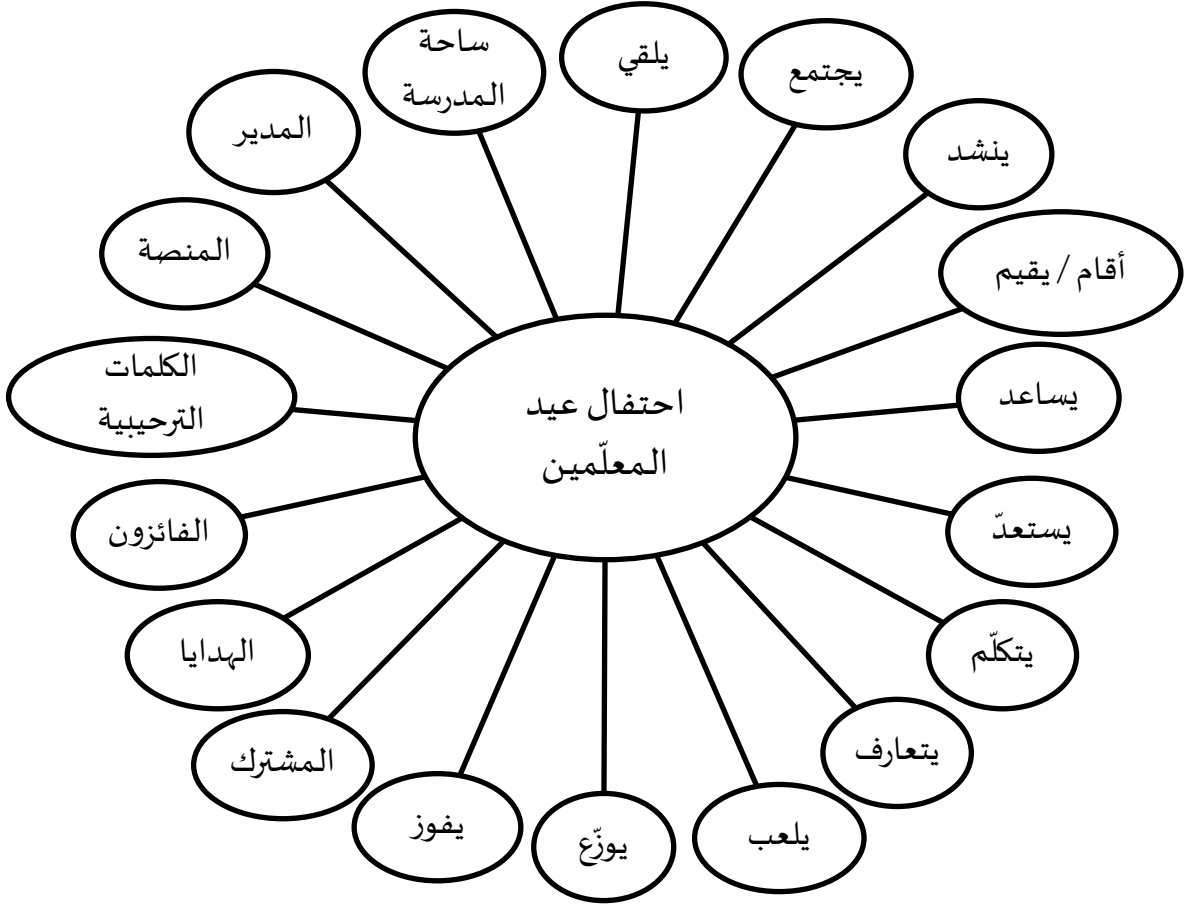 احتفال عيد
المعلّمين
يلقي
يجتمع
ينشد
أقام / يقيم
يساعد
يستعدّ
يتكلّم
يتعارف
يلعب
يوزّع
يفوز
المشترك
الهدايا
الفائزون
الكلمات
الترحيبية
المنصة
المدير
ساحة
المدرسة